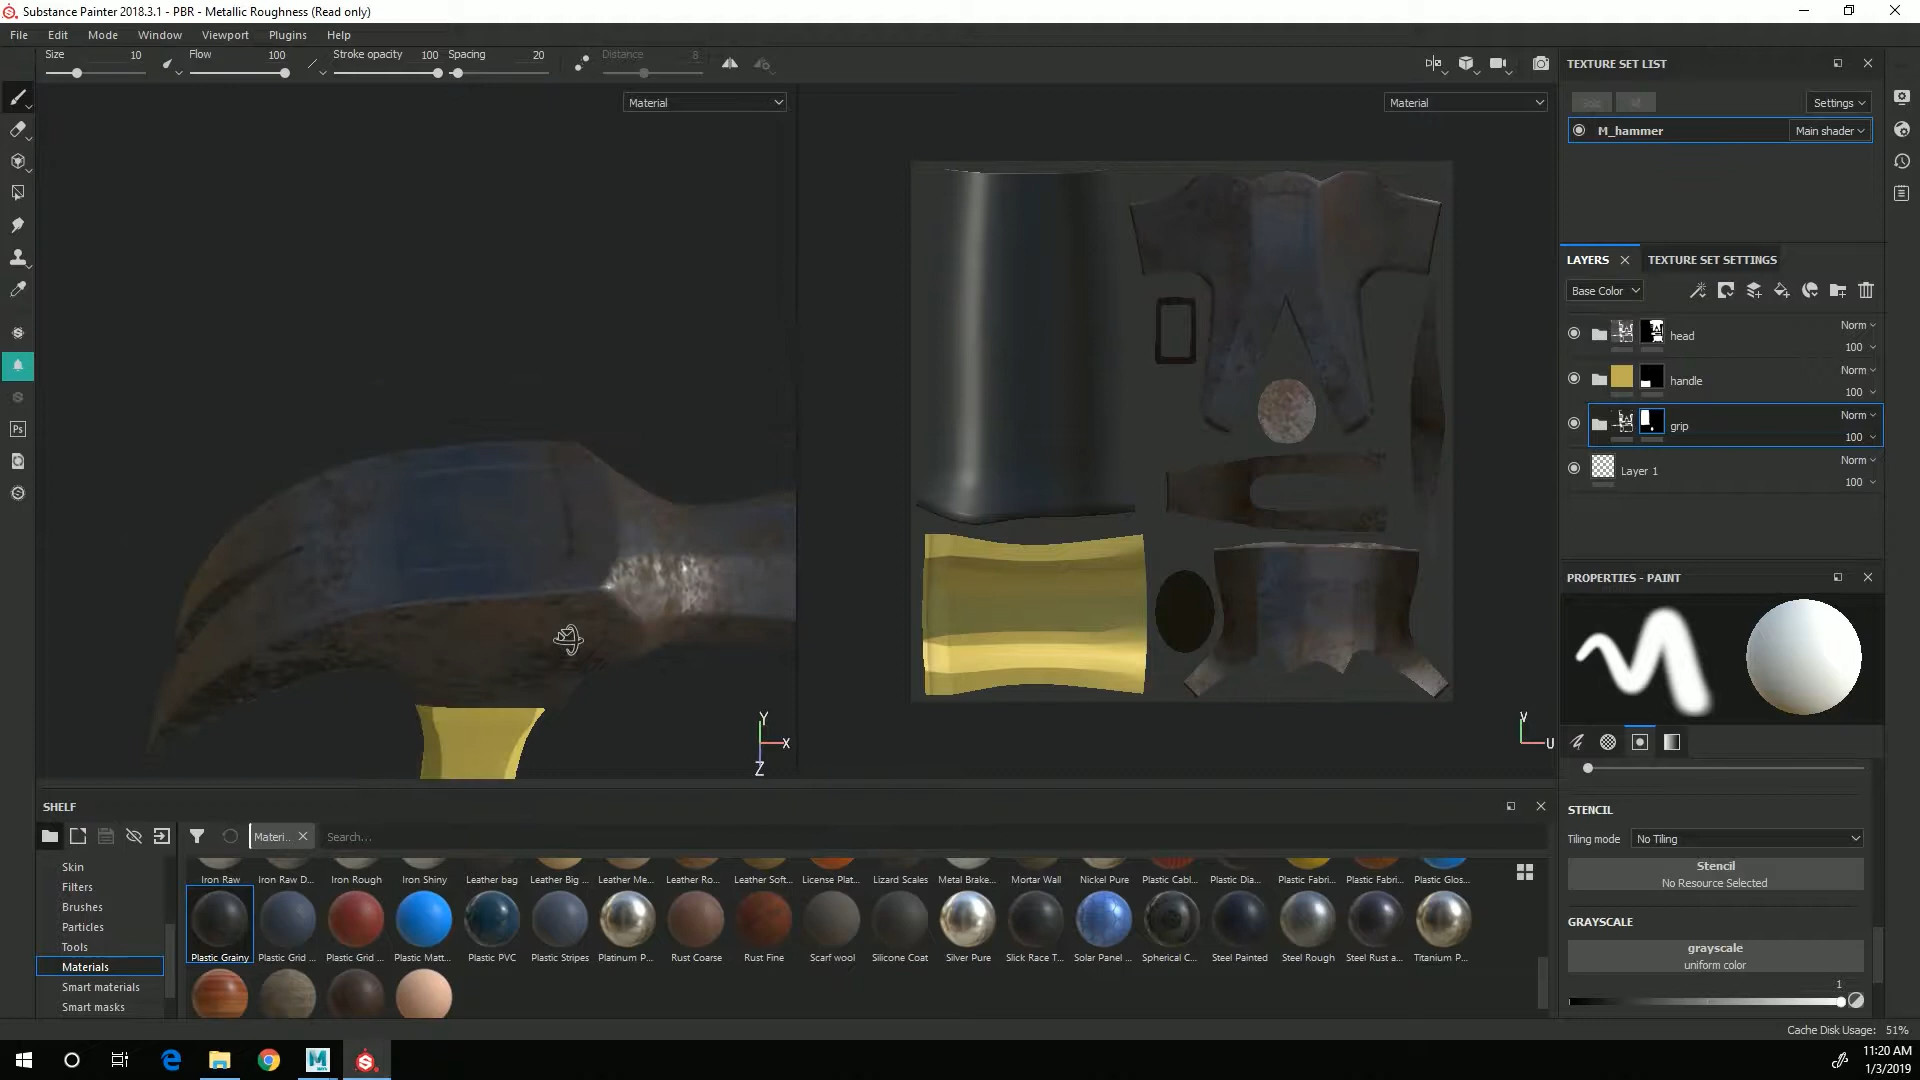 Substance Painter 2018.3.1 - PBR - Metallic Roughness (Read only)
File Edit Mode Window Viewport Plugins Help
Size 10 Flow 100 Stroke opacity 100 Spacing 20 Distance 8
Material
Material
TEXTURE SET LIST
Settings
M_hammer Main shader
LAYERS TEXTURE SET SETTINGS
Base Color
head Norm 100
handle Norm 100
grip Norm 100
Layer 1 Norm 100
PROPERTIES - PAINT
Y X Z
V U
STENCIL
Tiling mode No Tiling
Stencil
No Resource Selected
GRAYSCALE
grayscale
uniform color
1
Ps
SHELF
Materi... Search...
Skin
Filters
Brushes
Particles
Tools
Materials
Smart materials
Smart masks
Iron Raw Iron Raw D... Iron Rough Iron Shiny Leather bag Leather Big ... Leather Me... Leather Ro... Leather Soft... License Plat... Lizard Scales Metal Brake... Mortar Wall Nickel Pure Plastic Cabl... Plastic Dia... Plastic Fabri... Plastic Fabri... Plastic Glos...
Plastic Grainy Plastic Grid ... Plastic Grid ... Plastic Matt... Plastic PVC Plastic Stripes Platinum P... Rust Coarse Rust Fine Scarf wool Silicone Coat Silver Pure Slick Race T... Solar Panel ... Spherical C... Steel Painted Steel Rough Steel Rust a... Titanium P...
Cache Disk Usage: 51%
11:20 AM
1/3/2019